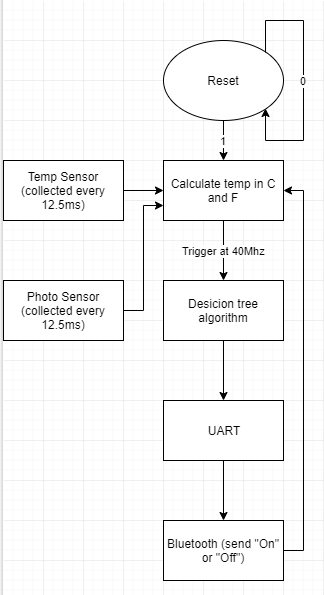 Reset
0
1
Temp Sensor
(collected every
12.5ms)
Calculate temp in C
and F
Trigger at 40Mhz
Photo Sensor
(collected every
12.5ms)
Desicion tree
algorithm
UART
Bluetooth (send "On"
or "Off")